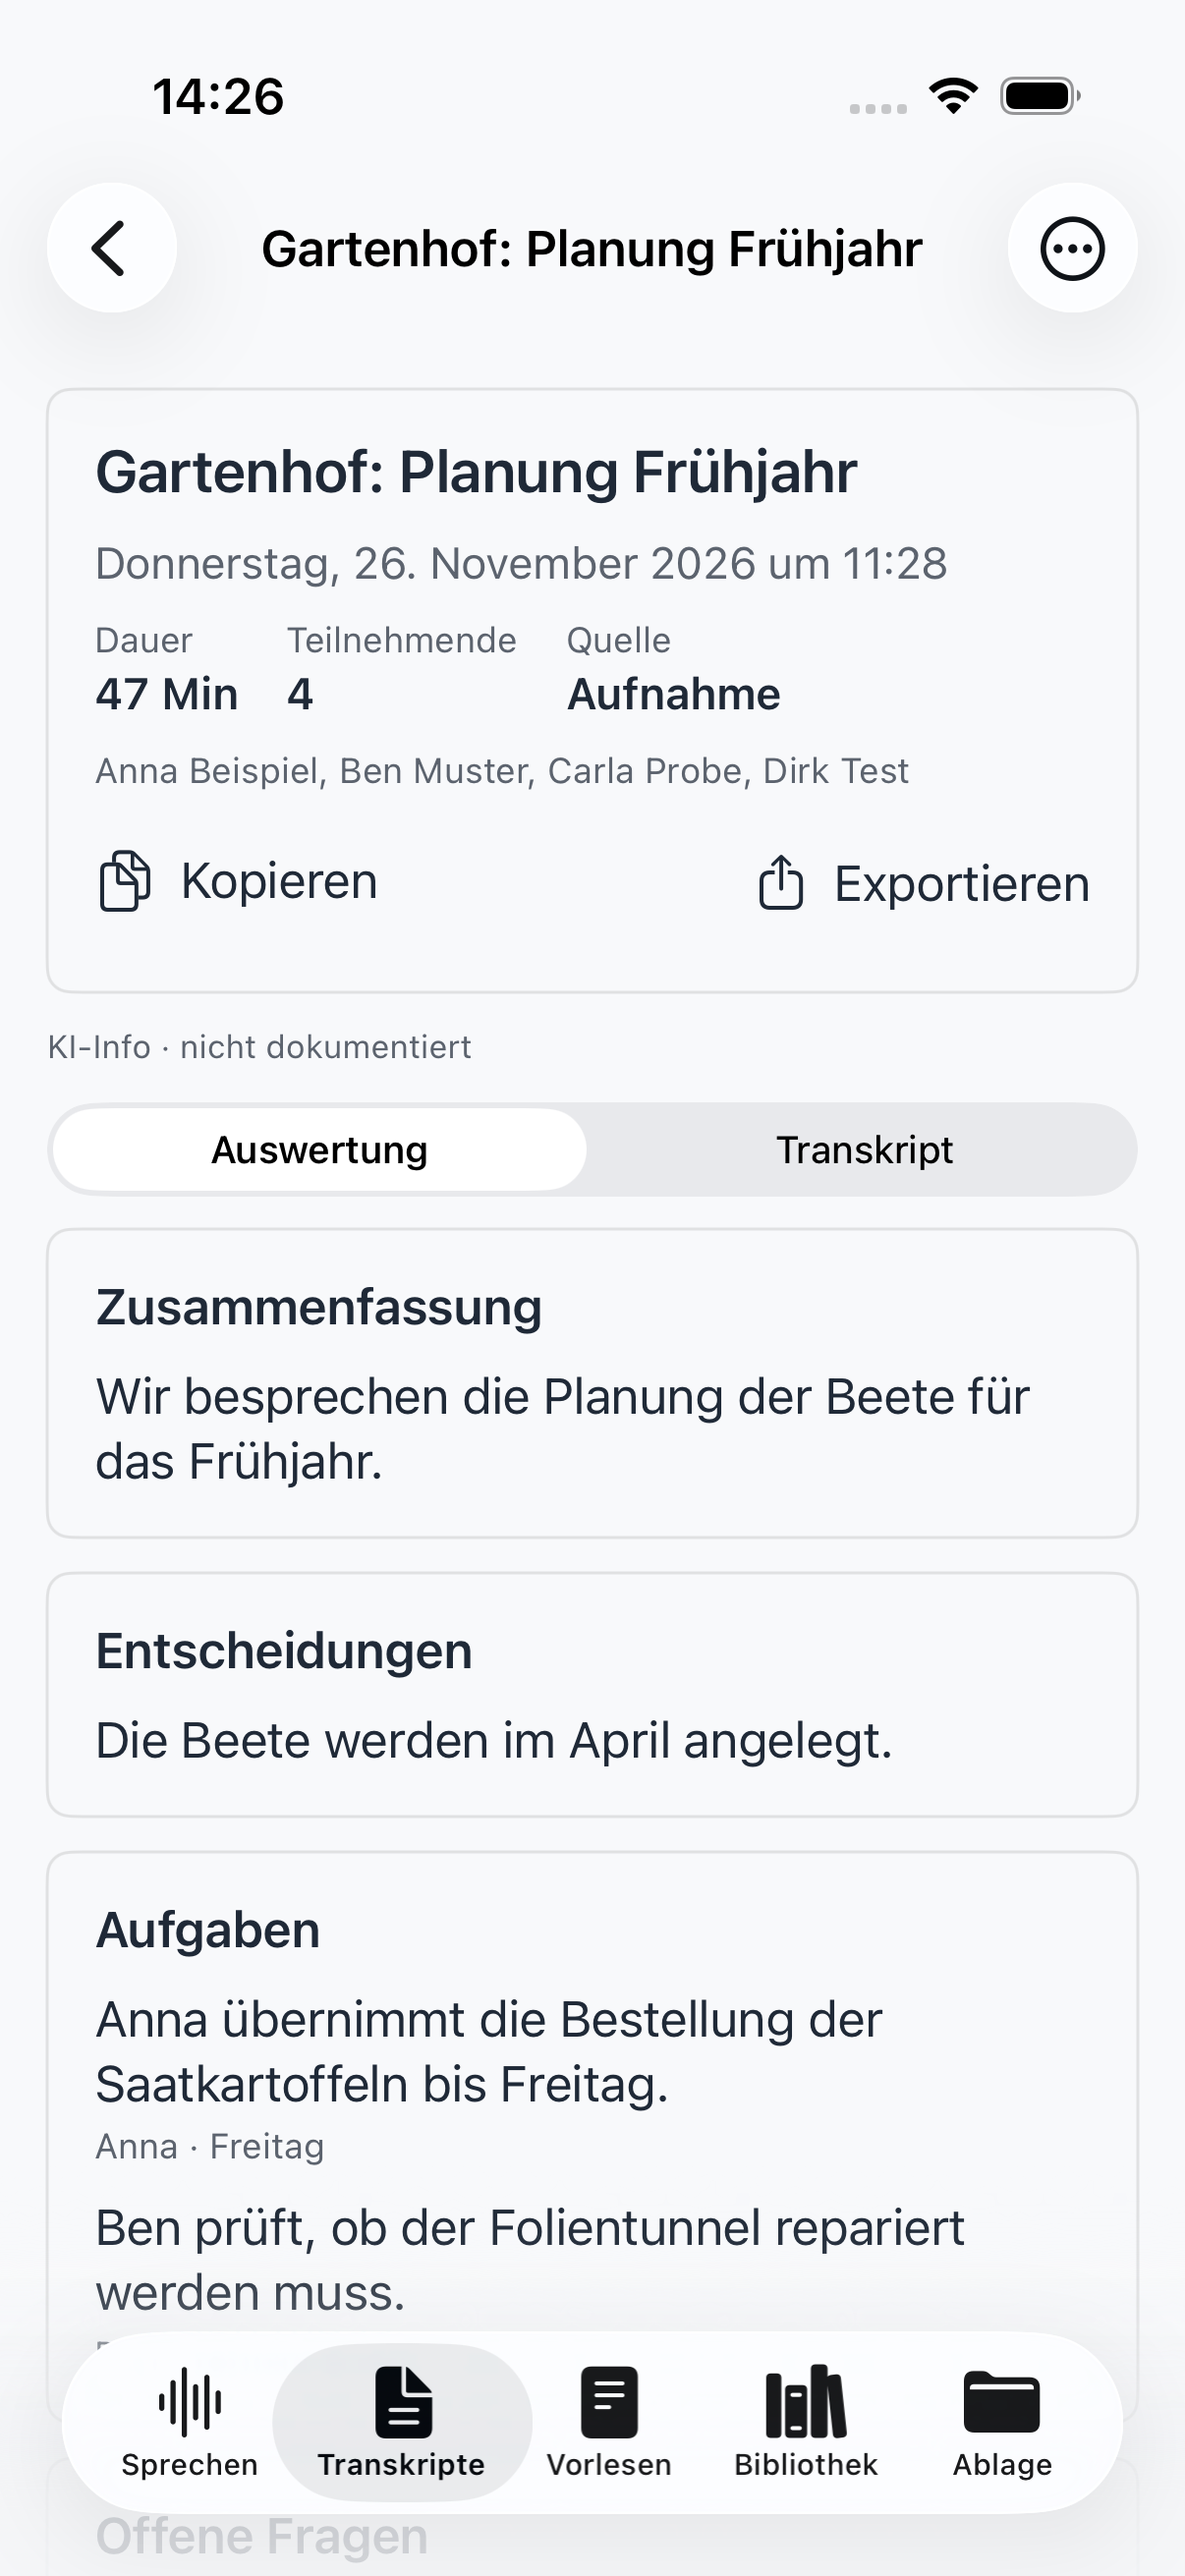 14:26
Gartenhof: Planung Frühjahr
Gartenhof: Planung Frühjahr
Donnerstag, 26. November 2026 um 11:28
Dauer Teilnehmende Quelle
47 Min 4 Aufnahme
Anna Beispiel, Ben Muster, Carla Probe, Dirk Test
Kopieren Exportieren
KI-Info · nicht dokumentiert
Auswertung Transkript
Zusammenfassung
Wir besprechen die Planung der Beete für
das Frühjahr.
Entscheidungen
Die Beete werden im April angelegt.
Aufgaben
Anna übernimmt die Bestellung der
Saatkartoffeln bis Freitag.
Anna · Freitag
Ben prüft, ob der Folientunnel repariert
werden muss.
Sprechen Transkripte Vorlesen Bibliothek Ablage
Offene Fragen